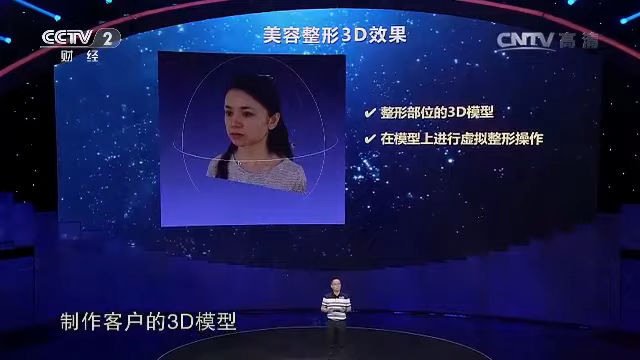 CCTV 2
财经
美容整形3D效果
CNTV 高清
✔ 整形部位的3D模型
✔ 在模型上进行虚拟整形操作
制作客户的3D模型